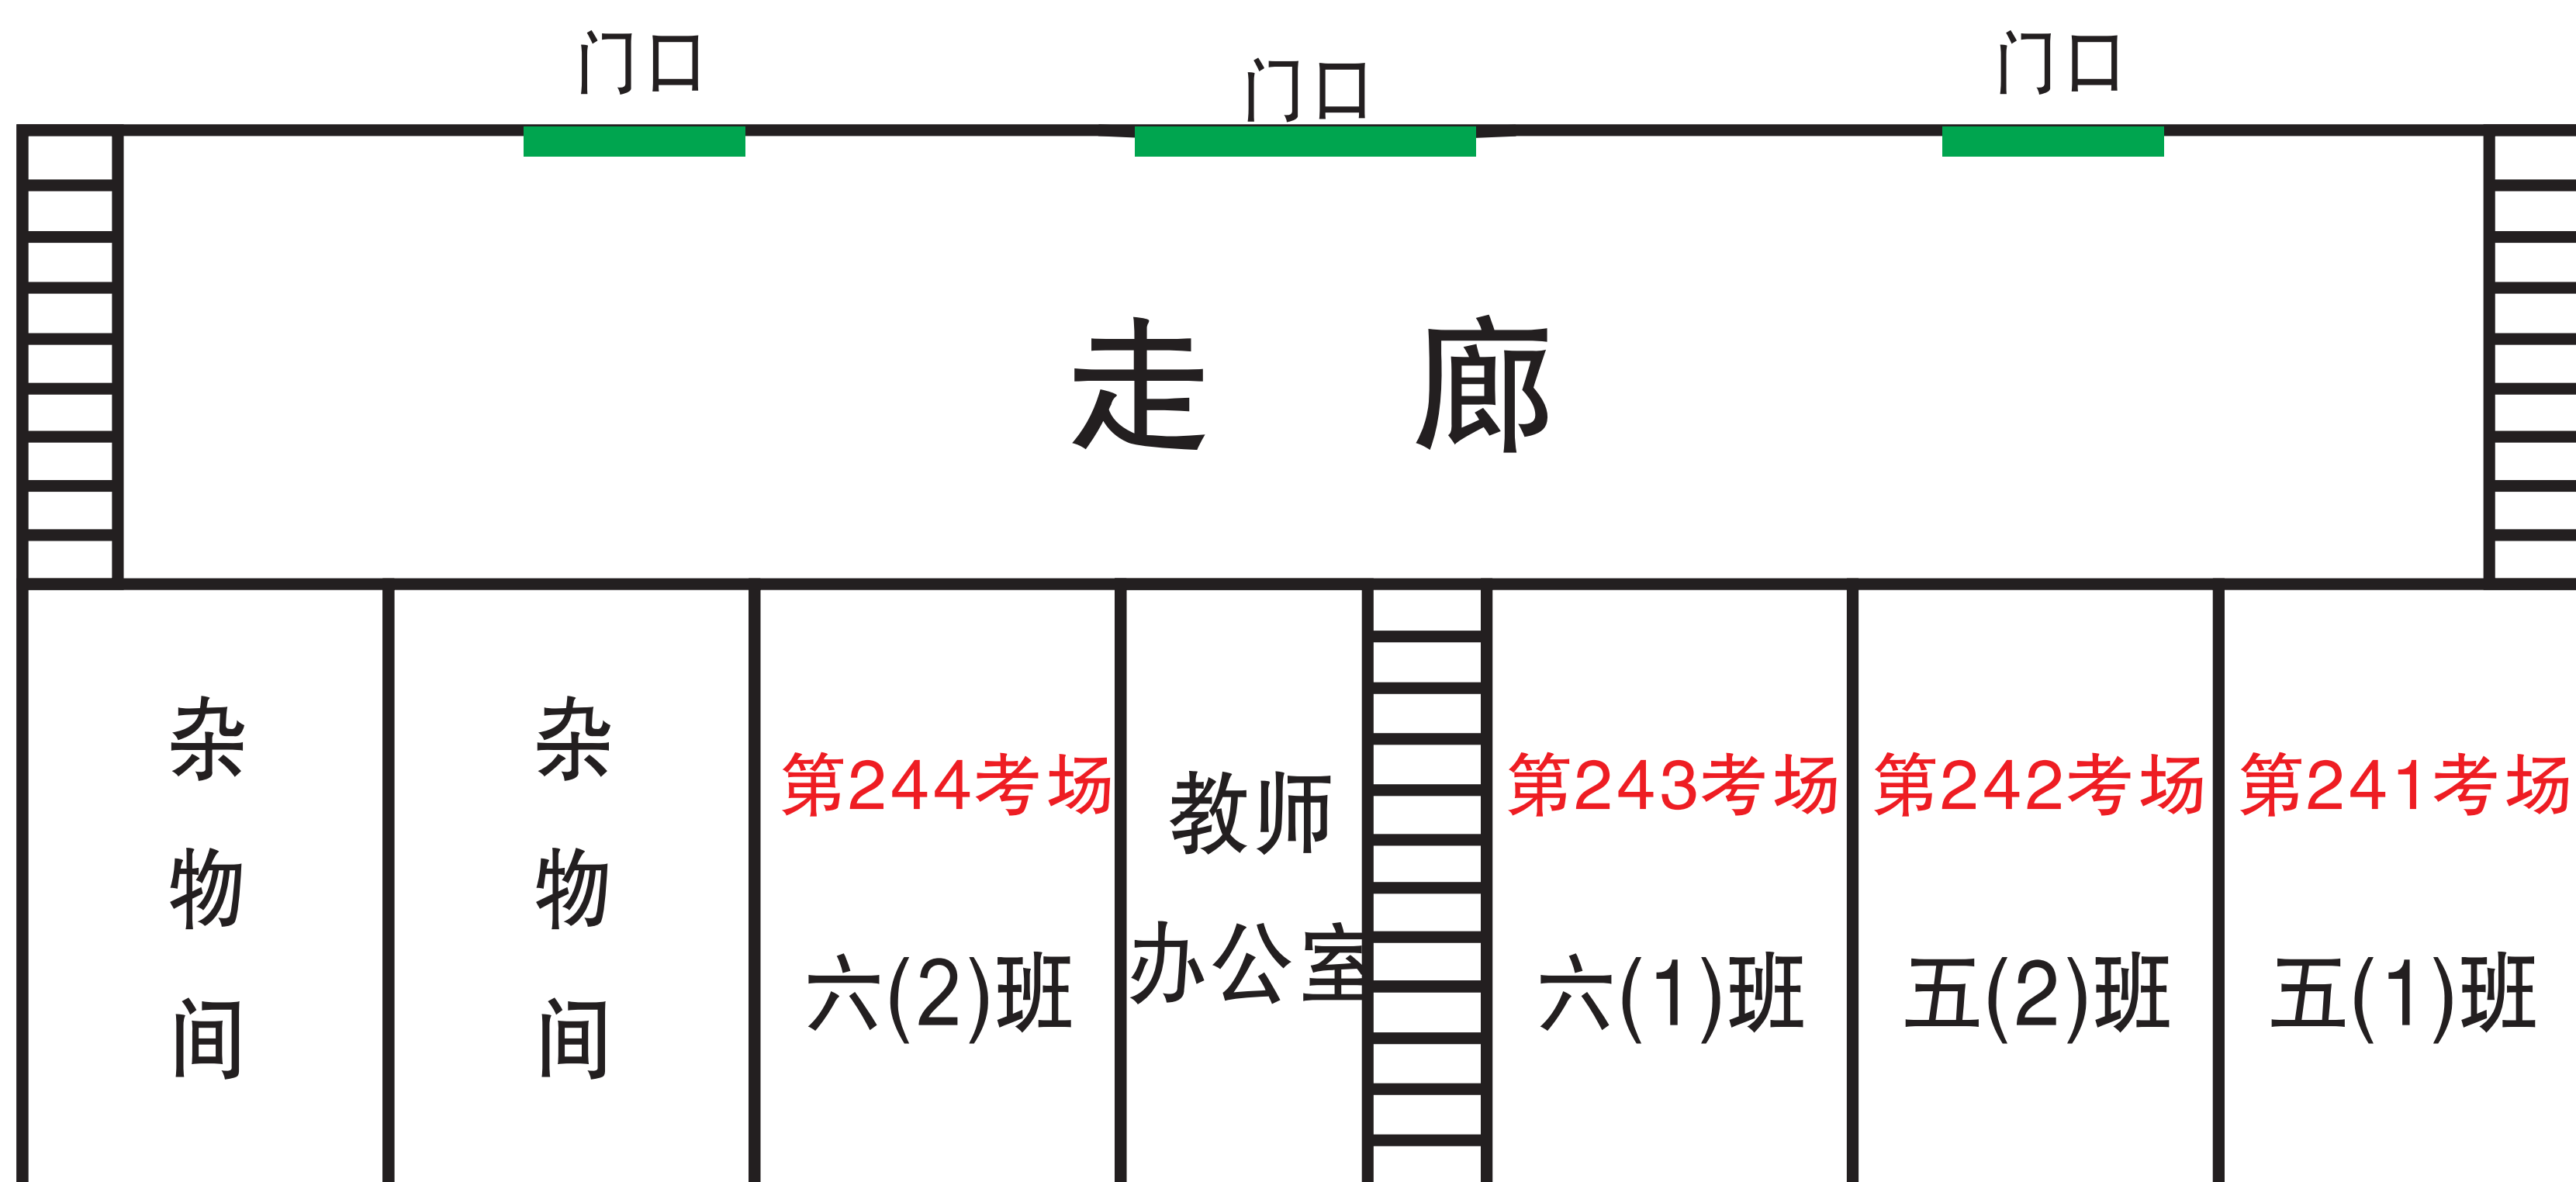 门口
门口
门口
走 廊
杂
物
间
杂
物
间
第244考场
六(2)班
教师
办公室
第243考场
六(1)班
第242考场
五(2)班
第241考场
五(1)班